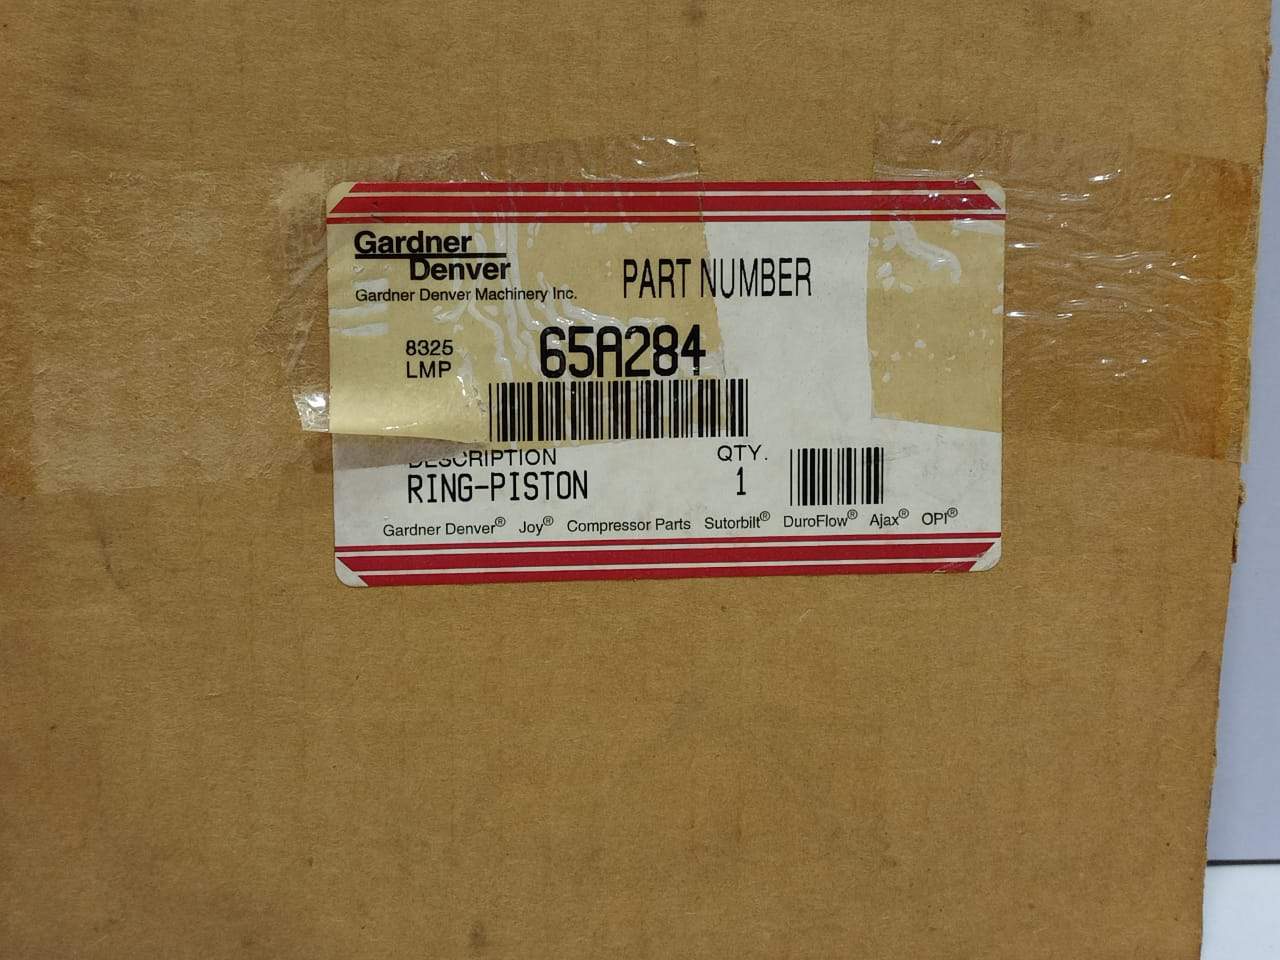 Gardner
Denver
Gardner Denver Machinery Inc.
PART NUMBER
8325
LMP
65A284
DESCRIPTION
QTY.
RING-PISTON
1
Gardner Denver® Joy® Compressor Parts Sutorbilt® DuroFlow® Ajax® OPI®